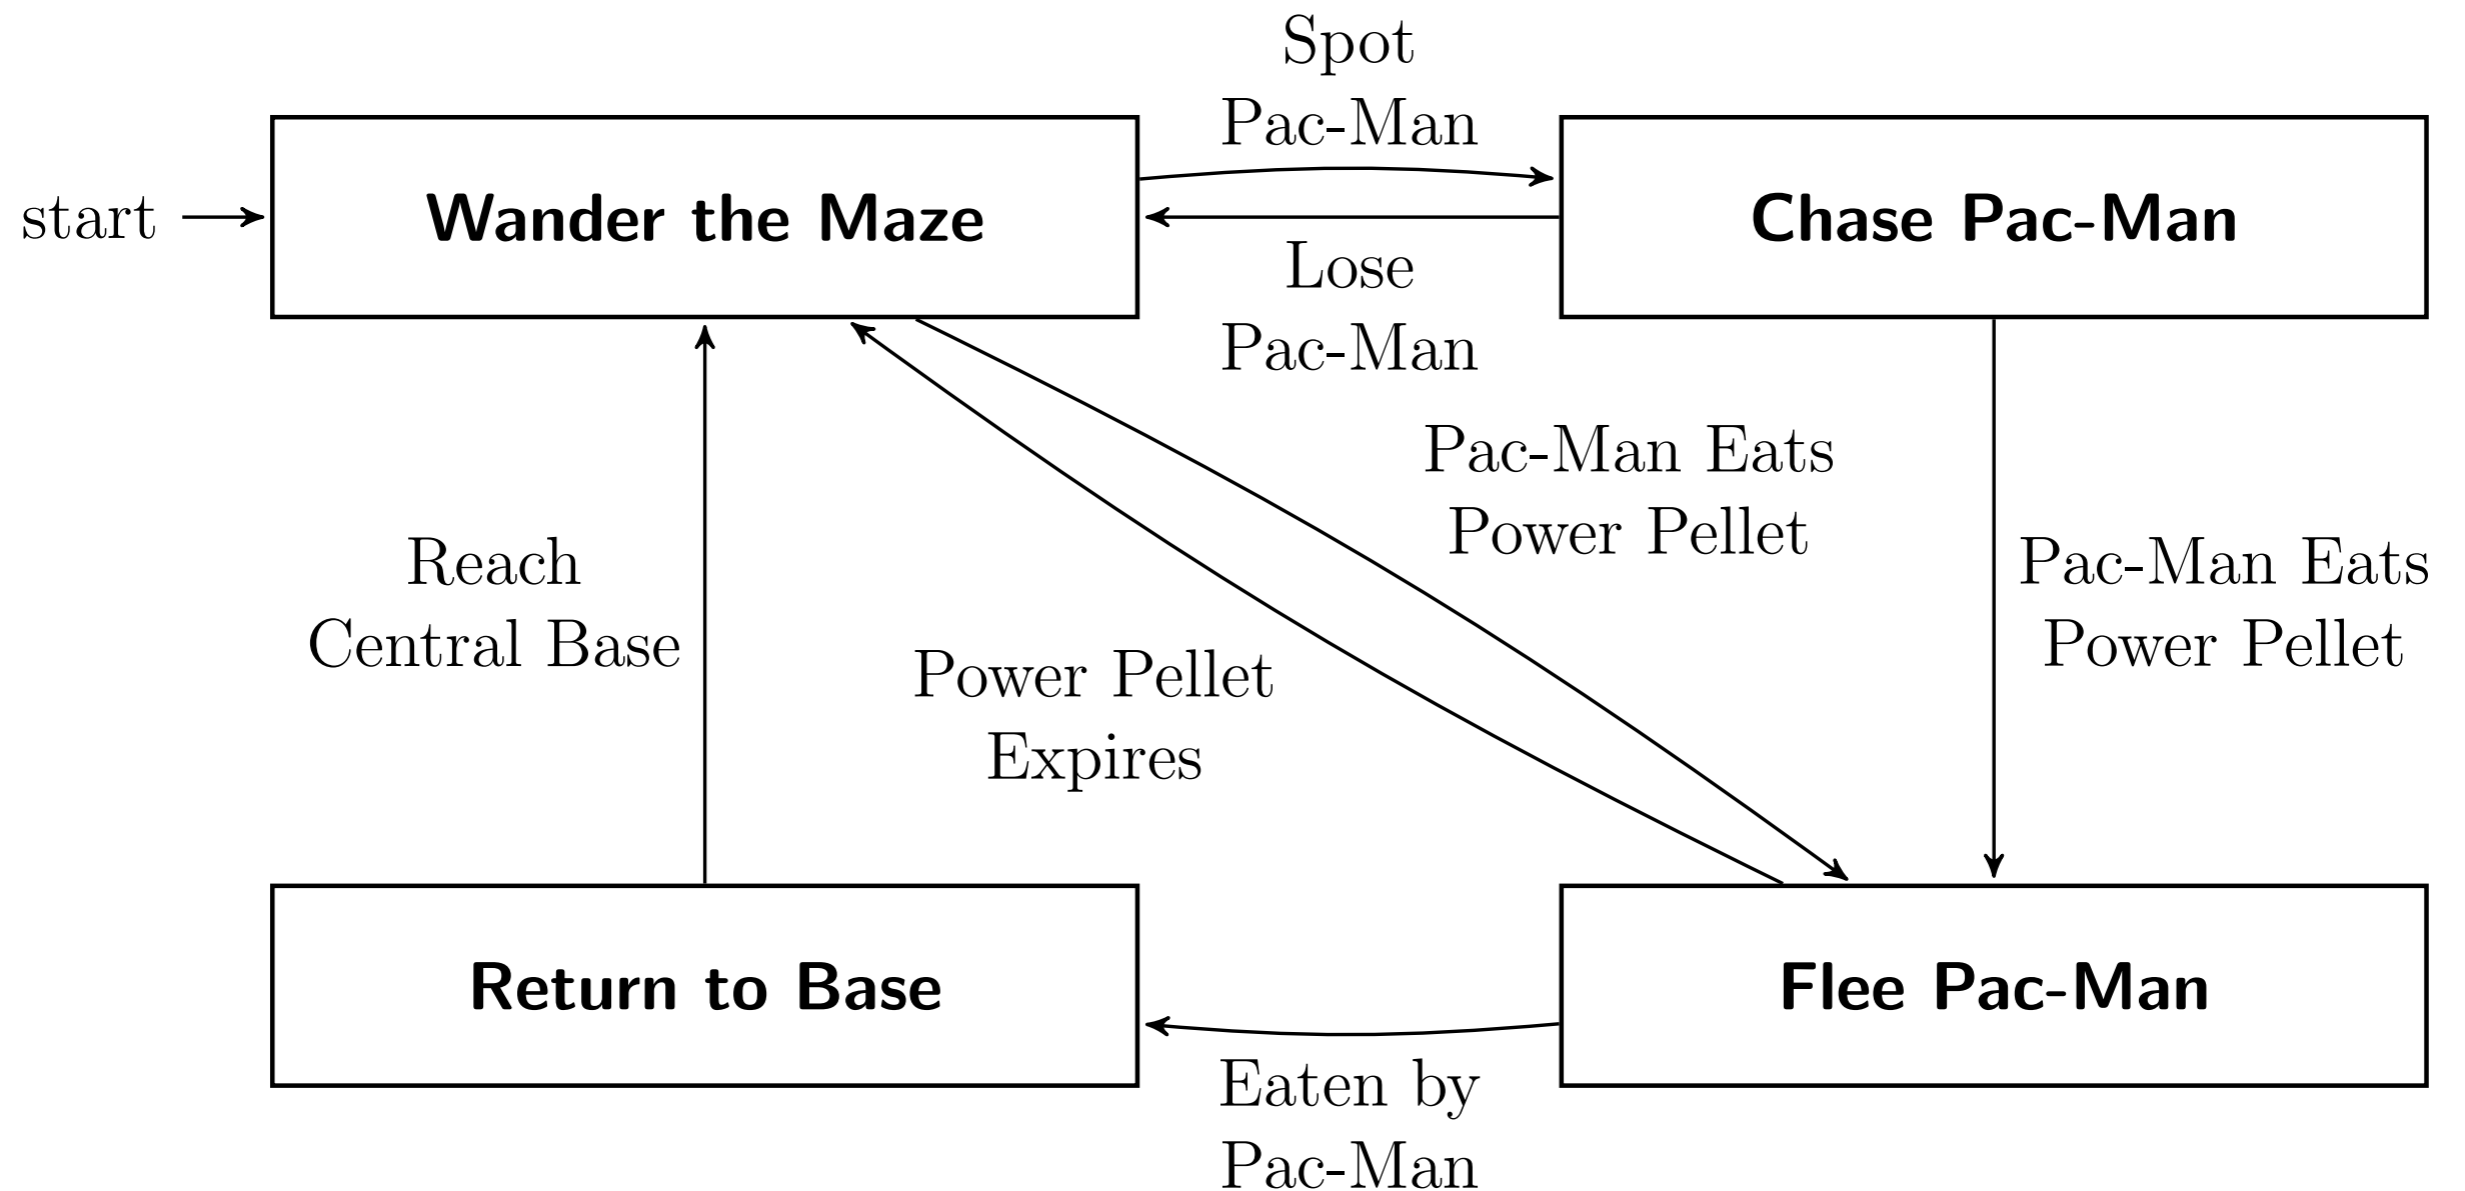 Spot
Pac-Man
start
Wander the Maze
Chase Pac-Man
Lose
Pac-Man
Pac-Man Eats
Power Pellet
Reach
Central Base
Pac-Man Eats
Power Pellet
Power Pellet
Expires
Return to Base
Flee Pac-Man
Eaten by
Pac-Man